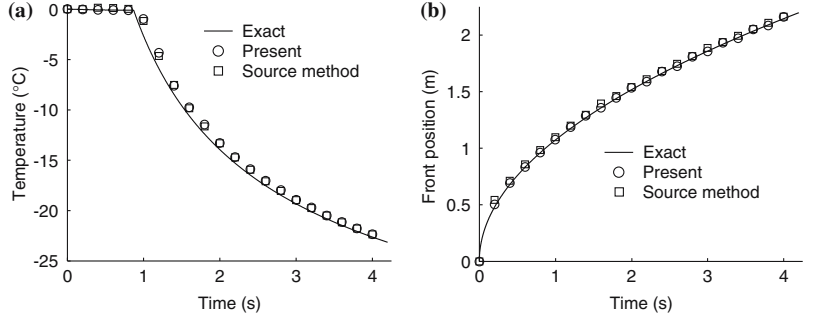 (a)
0
-5
-10
-15
-20
-25
Temperature (°C)
0
1
2
3
4
Time (s)
Exact
Present
Source method
(b)
2
1.5
1
0.5
0
Front position (m)
0
1
2
3
4
Time (s)
Exact
Present
Source method